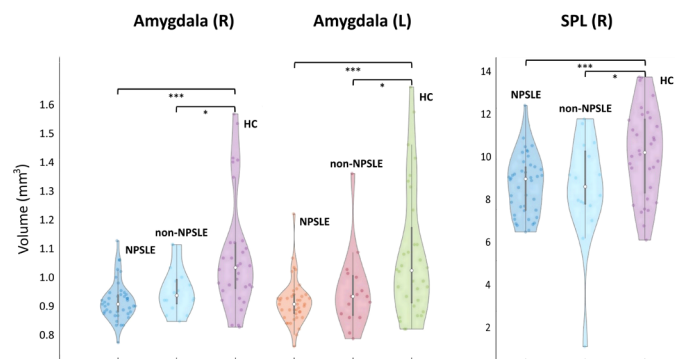 Amygdala (R)
Amygdala (L)
SPL (R)
Volume (mm³)
1.6
1.5
1.4
1.3
1.2
1.1
1.0
0.9
0.8
***
*
HC
NPSLE
non-NPSLE
***
*
HC
non-NPSLE
NPSLE
14
12
10
8
6
4
2
***
*
HC
NPSLE
non-NPSLE